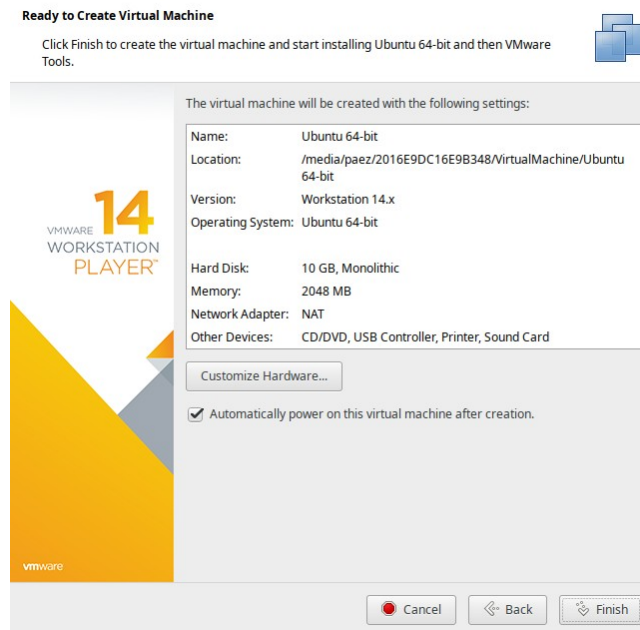 Ready to Create Virtual Machine
Click Finish to create the virtual machine and start installing Ubuntu 64-bit and then VMware
Tools.
The virtual machine will be created with the following settings:
Name: Ubuntu 64-bit
Location: /media/paez/2016E9DC16E9B348/VirtualMachine/Ubuntu
64-bit
Version: Workstation 14.x
Operating System: Ubuntu 64-bit
Hard Disk: 10 GB, Monolithic
Memory: 2048 MB
Network Adapter: NAT
Other Devices: CD/DVD, USB Controller, Printer, Sound Card
VMWARE 14
WORKSTATION
PLAYER™
Customize Hardware...
Automatically power on this virtual machine after creation.
vmware
Cancel Back Finish